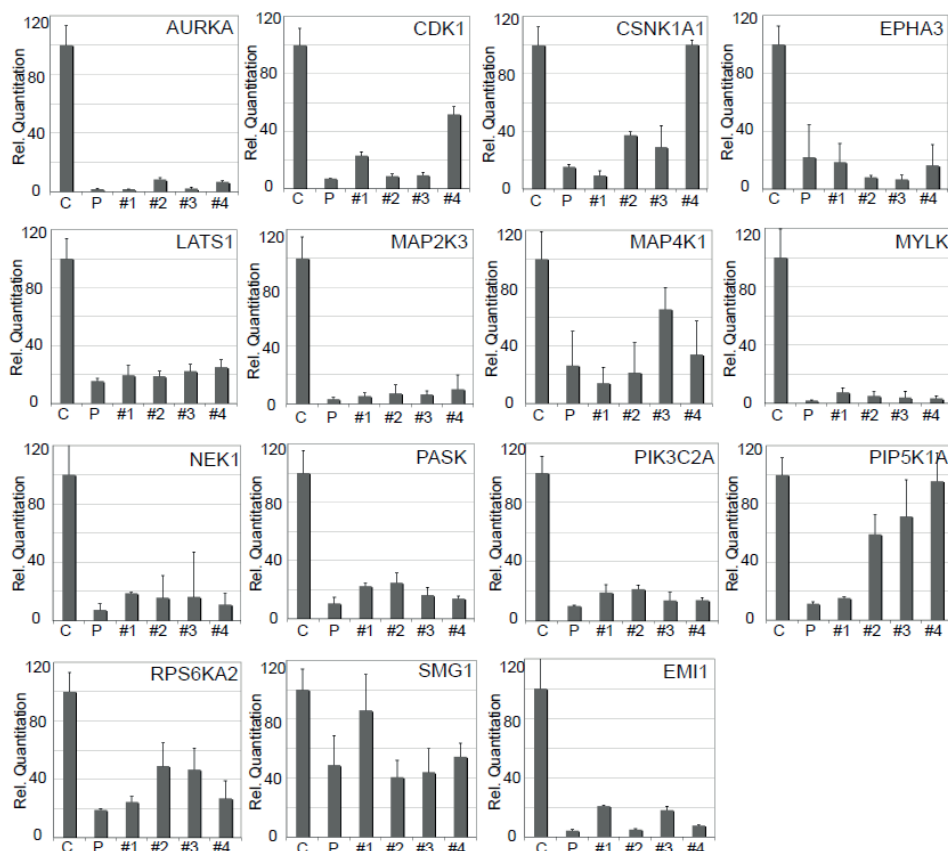 120
AURKA
Rel. Quantitation
80
40
0
C P #1 #2 #3 #4
120
CDK1
Rel. Quantitation
80
40
0
C P #1 #2 #3 #4
120
CSNK1A1
Rel. Quantitation
80
40
0
C P #1 #2 #3 #4
120
EPHA3
Rel. Quantitation
80
40
0
C P #1 #2 #3 #4
120
LATS1
Rel. Quantitation
80
40
0
C P #1 #2 #3 #4
120
MAP2K3
Rel. Quantitation
80
40
0
C P #1 #2 #3 #4
120
MAP4K1
Rel. Quantitation
80
40
0
C P #1 #2 #3 #4
120
MYLK
Rel. Quantitation
80
40
0
C P #1 #2 #3 #4
120
NEK1
Rel. Quantitation
80
40
0
C P #1 #2 #3 #4
120
PASK
Rel. Quantitation
80
40
0
C P #1 #2 #3 #4
120
PIK3C2A
Rel. Quantitation
80
40
0
C P #1 #2 #3 #4
120
PIP5K1A
Rel. Quantitation
80
40
0
C P #1 #2 #3 #4
120
RPS6KA2
Rel. Quantitation
80
40
0
C P #1 #2 #3 #4
120
SMG1
Rel. Quantitation
80
40
0
C P #1 #2 #3 #4
120
EMI1
Rel. Quantitation
80
40
0
C P #1 #2 #3 #4